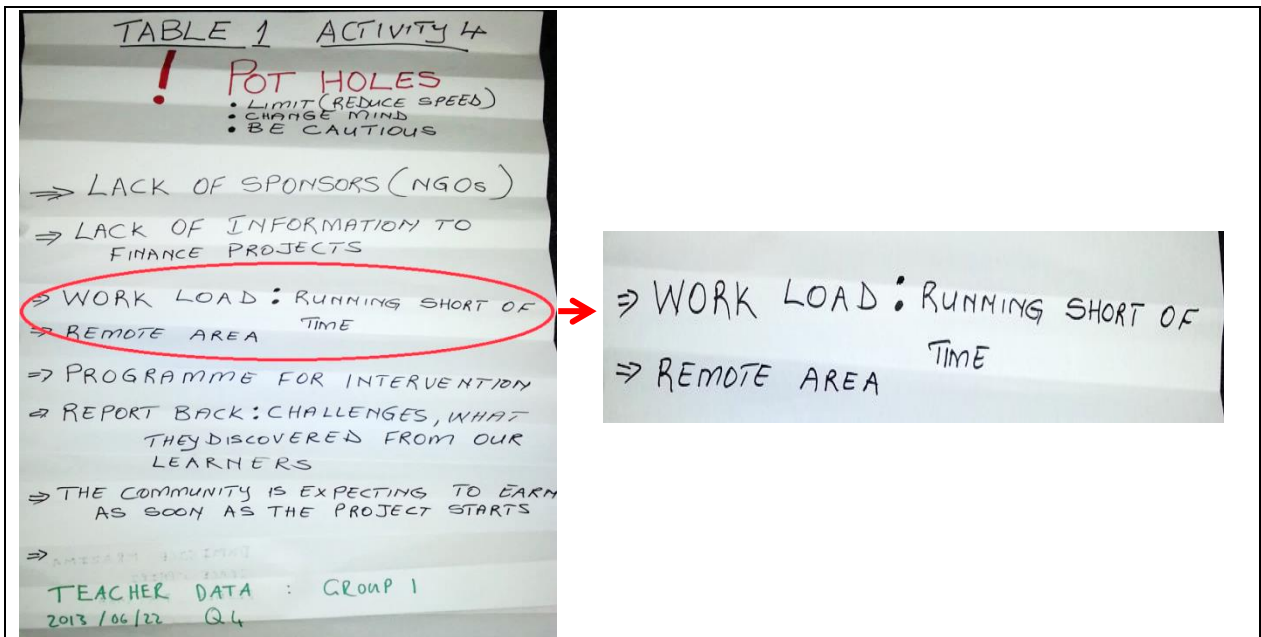 TABLE 1 ACTIVITY 4
! POT HOLES
• LIMIT (REDUCE SPEED)
• CHANGE MIND
• BE CAUTIOUS
⇒ LACK OF SPONSORS (NGOs)
⇒ LACK OF INFORMATION TO
FINANCE PROJECTS
⇒ WORK LOAD : RUNNING SHORT OF
TIME
⇒ REMOTE AREA
⇒ PROGRAMME FOR INTERVENTION
⇒ REPORT BACK : CHALLENGES, WHAT
THEY DISCOVERED FROM OUR
LEARNERS
⇒ THE COMMUNITY IS EXPECTING TO EARN
AS SOON AS THE PROJECT STARTS
⇒
TEACHER DATA : GROUP 1
2013/06/22 Q4
⇒ WORK LOAD : RUNNING SHORT OF
TIME
⇒ REMOTE AREA